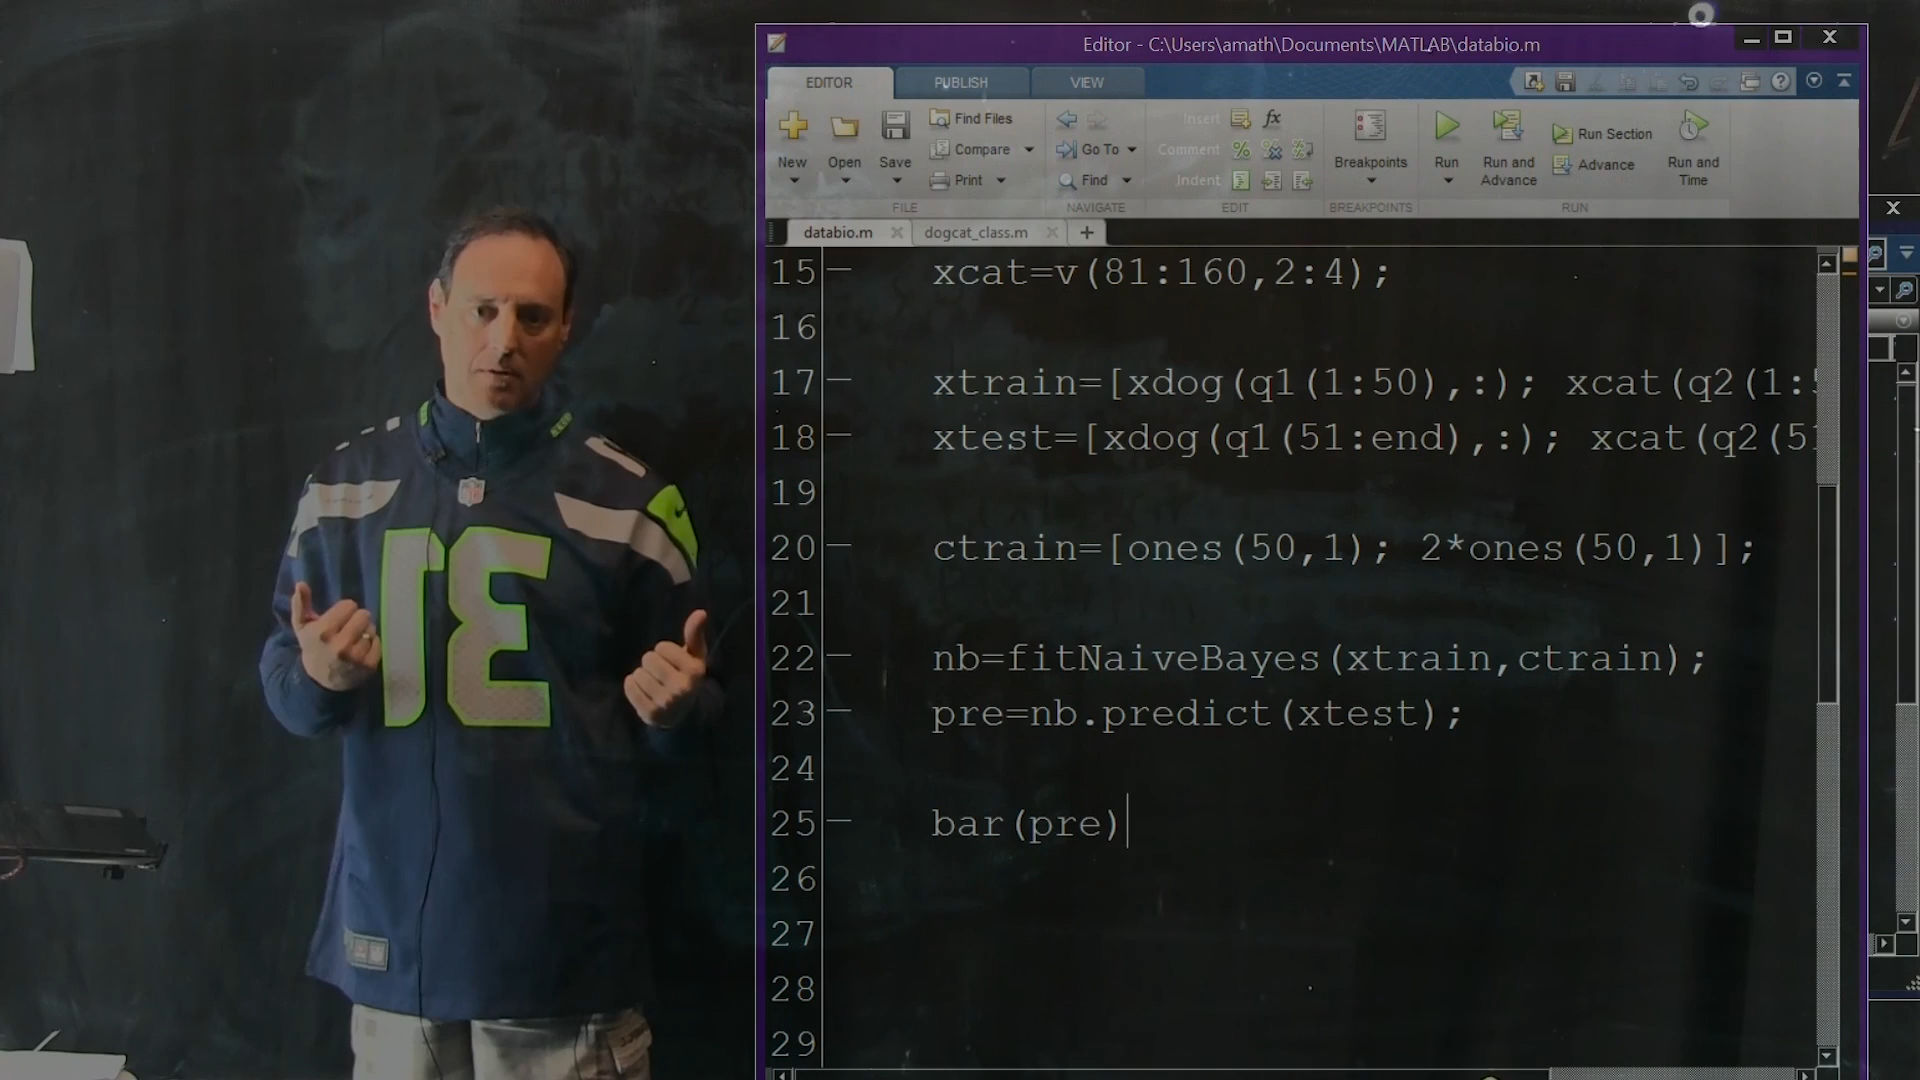 Editor - C:\Users\amath\Documents\MATLAB\databio.m
EDITOR PUBLISH VIEW
Find Files
Insert
Compare
Go To
Comment
New Open Save
Print
Find
Indent
Breakpoints
Run
Run and Advance
Run Section
Advance
Run and Time
FILE NAVIGATE EDIT BREAKPOINTS RUN
databio.m dogcat_class.m
15 xcat=v(81:160,2:4);
16
17 xtrain=[xdog(q1(1:50),:); xcat(q2(1:
18 xtest=[xdog(q1(51:end),:); xcat(q2(51
19
20 ctrain=[ones(50,1); 2*ones(50,1)];
21
22 nb=fitNaiveBayes(xtrain,ctrain);
23 pre=nb.predict(xtest);
24
25 bar(pre)
26
27
28
29